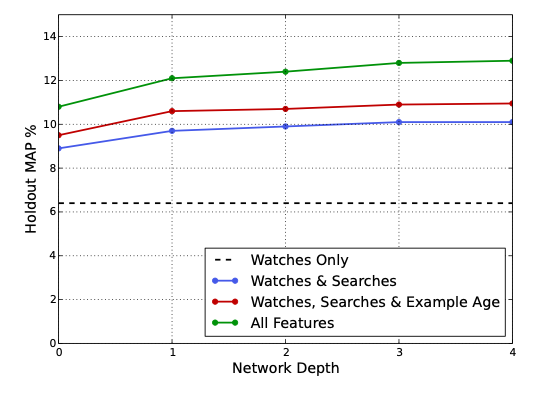 14
12
10
8
6
4
2
0
Holdout MAP %
Watches Only
Watches & Searches
Watches, Searches & Example Age
All Features
0 1 2 3 4
Network Depth